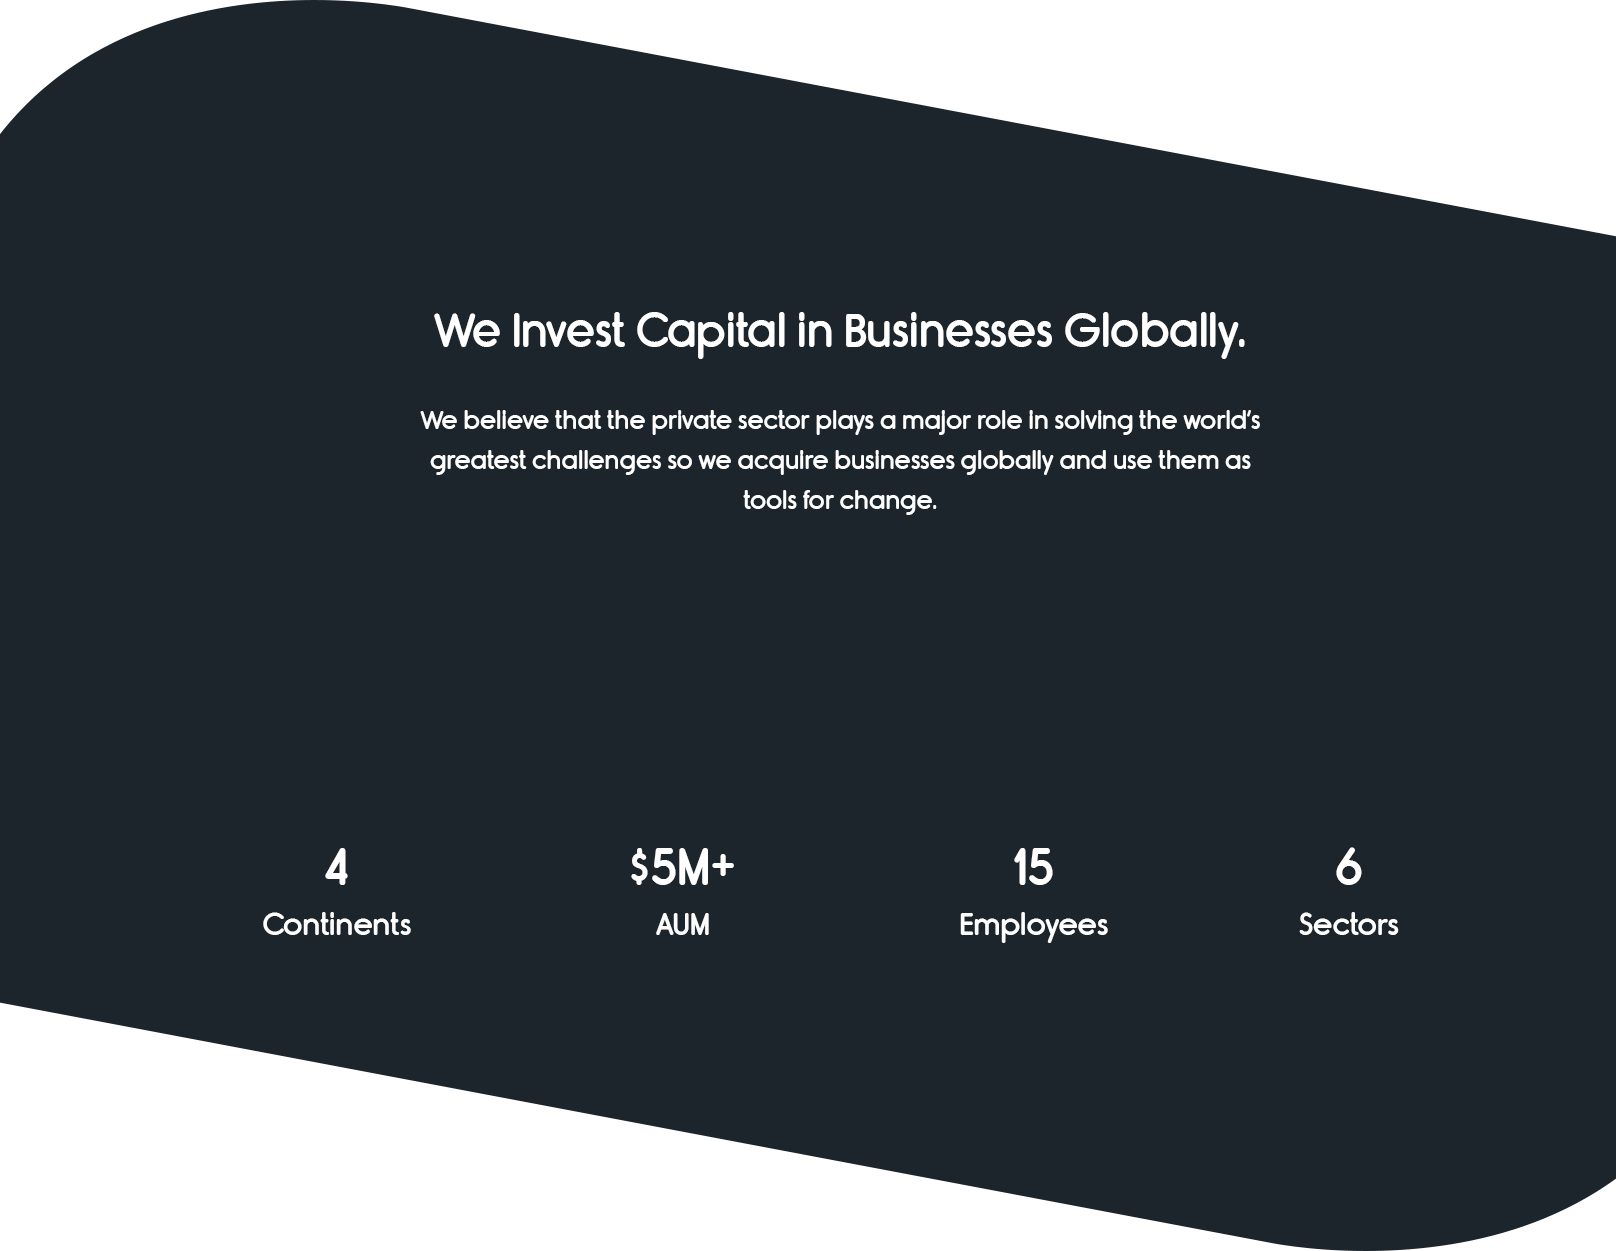 We Invest Capital in Businesses Globally.
We believe that the private sector plays a major role in solving the world's
greatest challenges so we acquire businesses globally and use them as
tools for change.
4
Continents
$5M+
AUM
15
Employees
6
Sectors